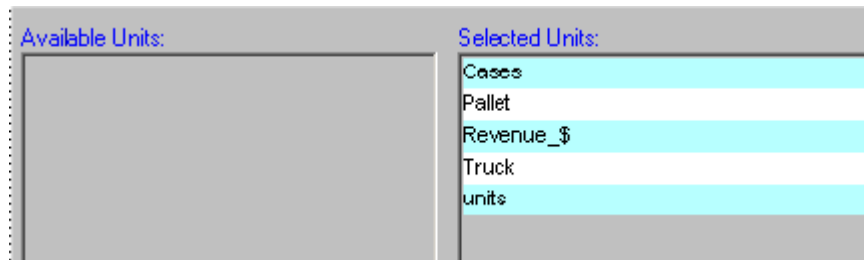 Available Units:
Selected Units:
Cases
Pallet
Revenue_$
Truck
units